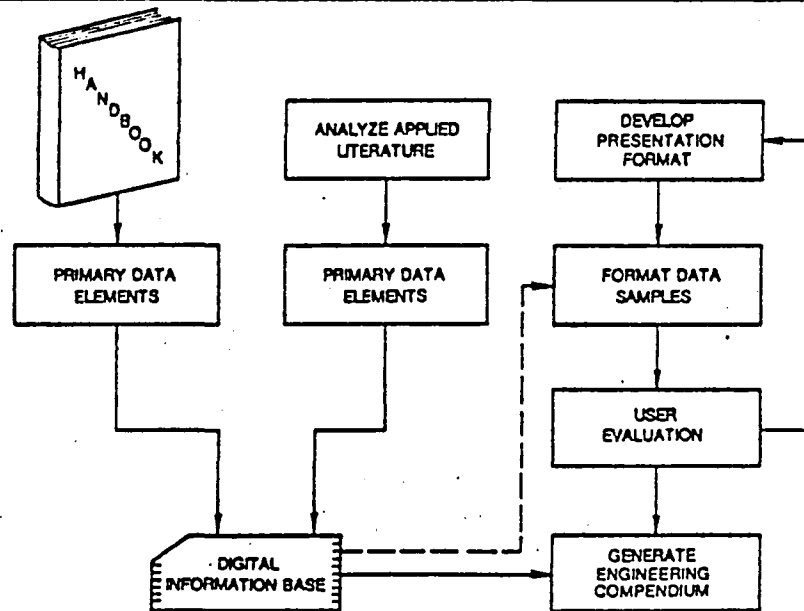 HANDBOOK
ANALYZE APPLIED
LITERATURE
DEVELOP
PRESENTATION
FORMAT
PRIMARY DATA
ELEMENTS
PRIMARY DATA
ELEMENTS
FORMAT DATA
SAMPLES
USER
EVALUATION
DIGITAL
INFORMATION BASE
GENERATE
ENGINEERING
COMPENDIUM